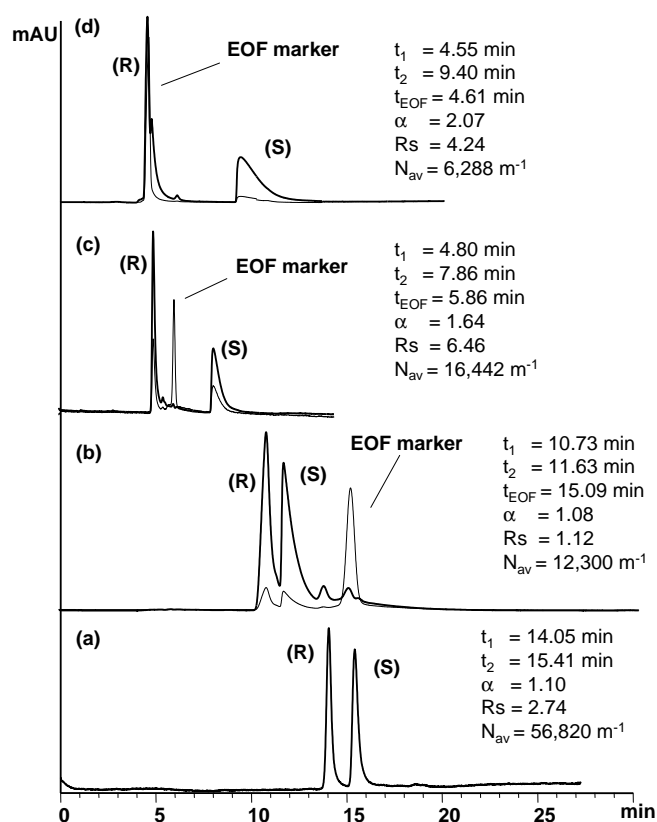 (d)
mAU
EOF marker
(R)
(S)
t₁ = 4.55 min
t₂ = 9.40 min
tEOF = 4.61 min
α = 2.07
Rs = 4.24
Nav = 6,288 m⁻¹
(c)
(R)
EOF marker
(S)
t₁ = 4.80 min
t₂ = 7.86 min
tEOF = 5.86 min
α = 1.64
Rs = 6.46
Nav = 16,442 m⁻¹
(b)
(R)
(S)
EOF marker
t₁ = 10.73 min
t₂ = 11.63 min
tEOF = 15.09 min
α = 1.08
Rs = 1.12
Nav = 12,300 m⁻¹
(a)
(R)
(S)
t₁ = 14.05 min
t₂ = 15.41 min
α = 1.10
Rs = 2.74
Nav = 56,820 m⁻¹
0 5 10 15 20 25 min